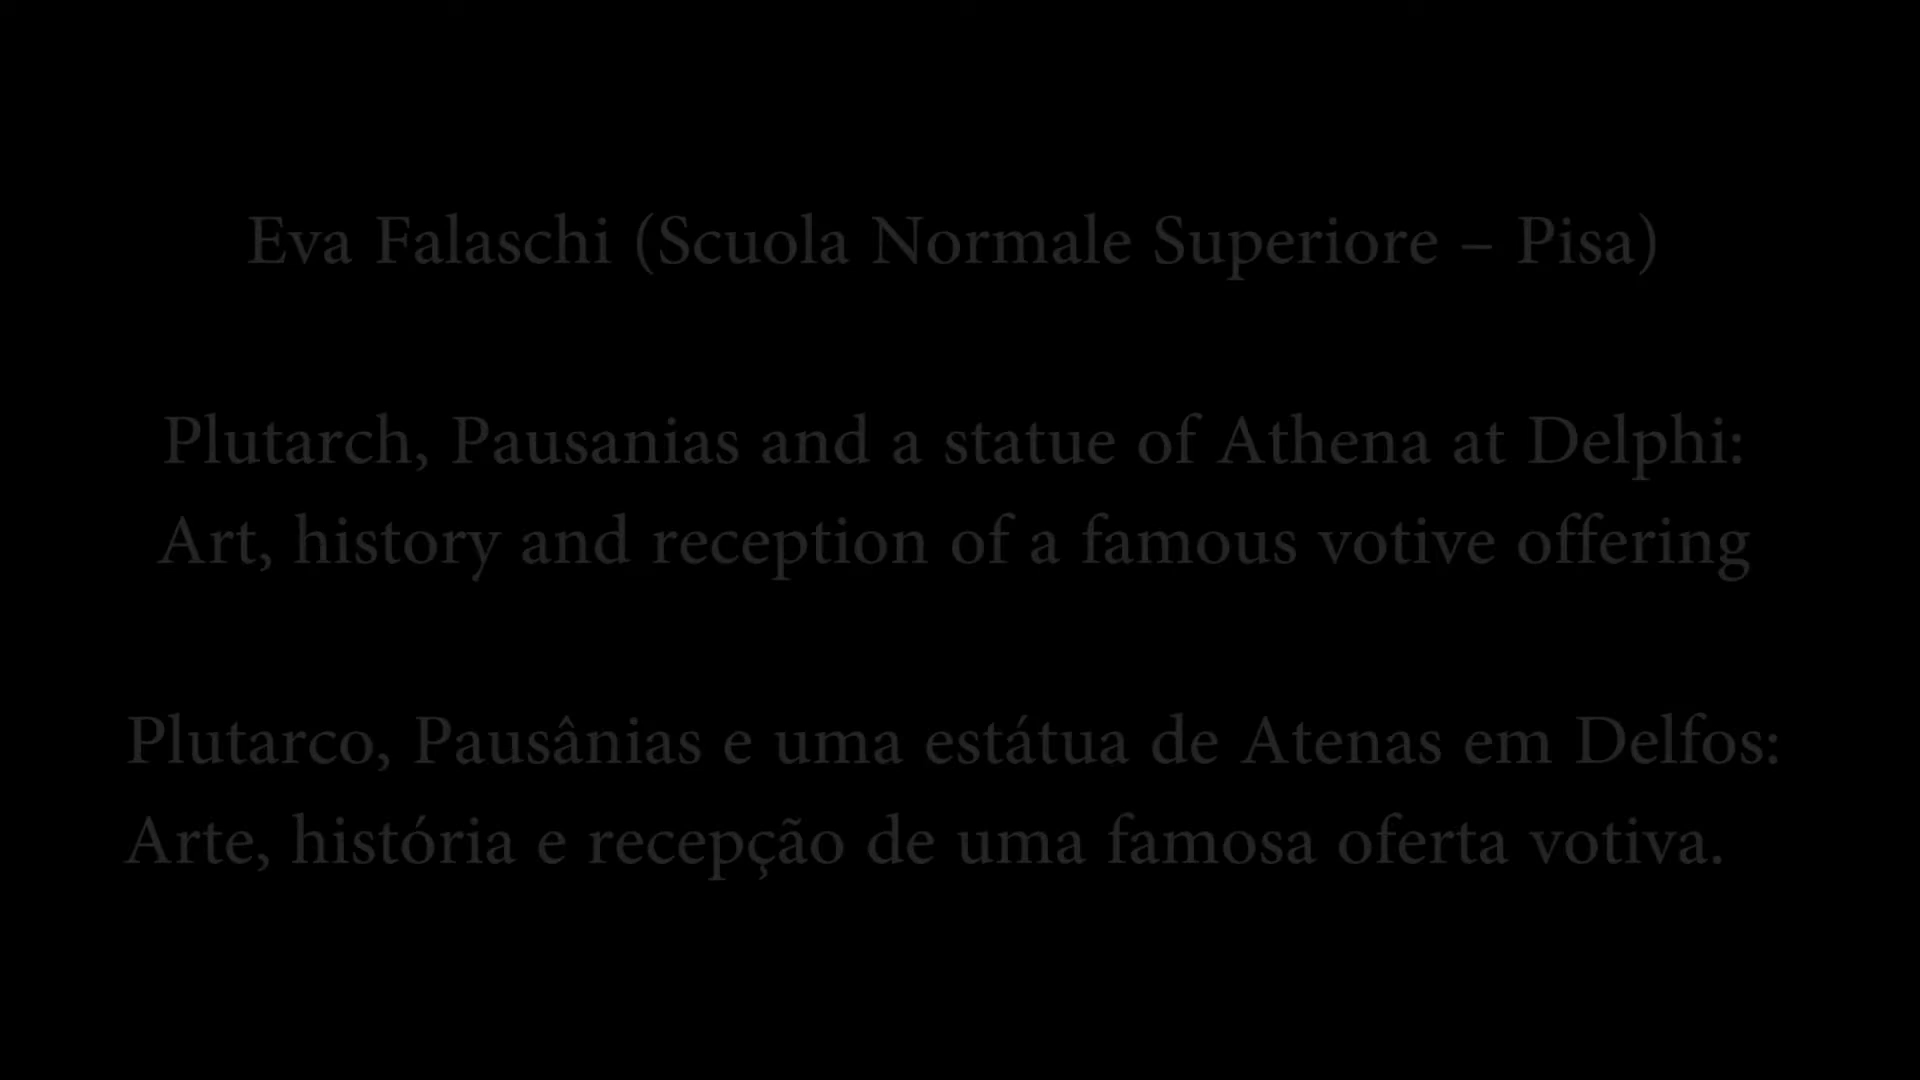 Eva Falaschi (Scuola Normale Superiore – Pisa)
Plutarch, Pausanias and a statue of Athena at Delphi:
Art, history and reception of a famous votive offering
Plutarco, Pausânias e uma estátua de Atenas em Delfos:
Arte, história e recepção de uma famosa oferta votiva.